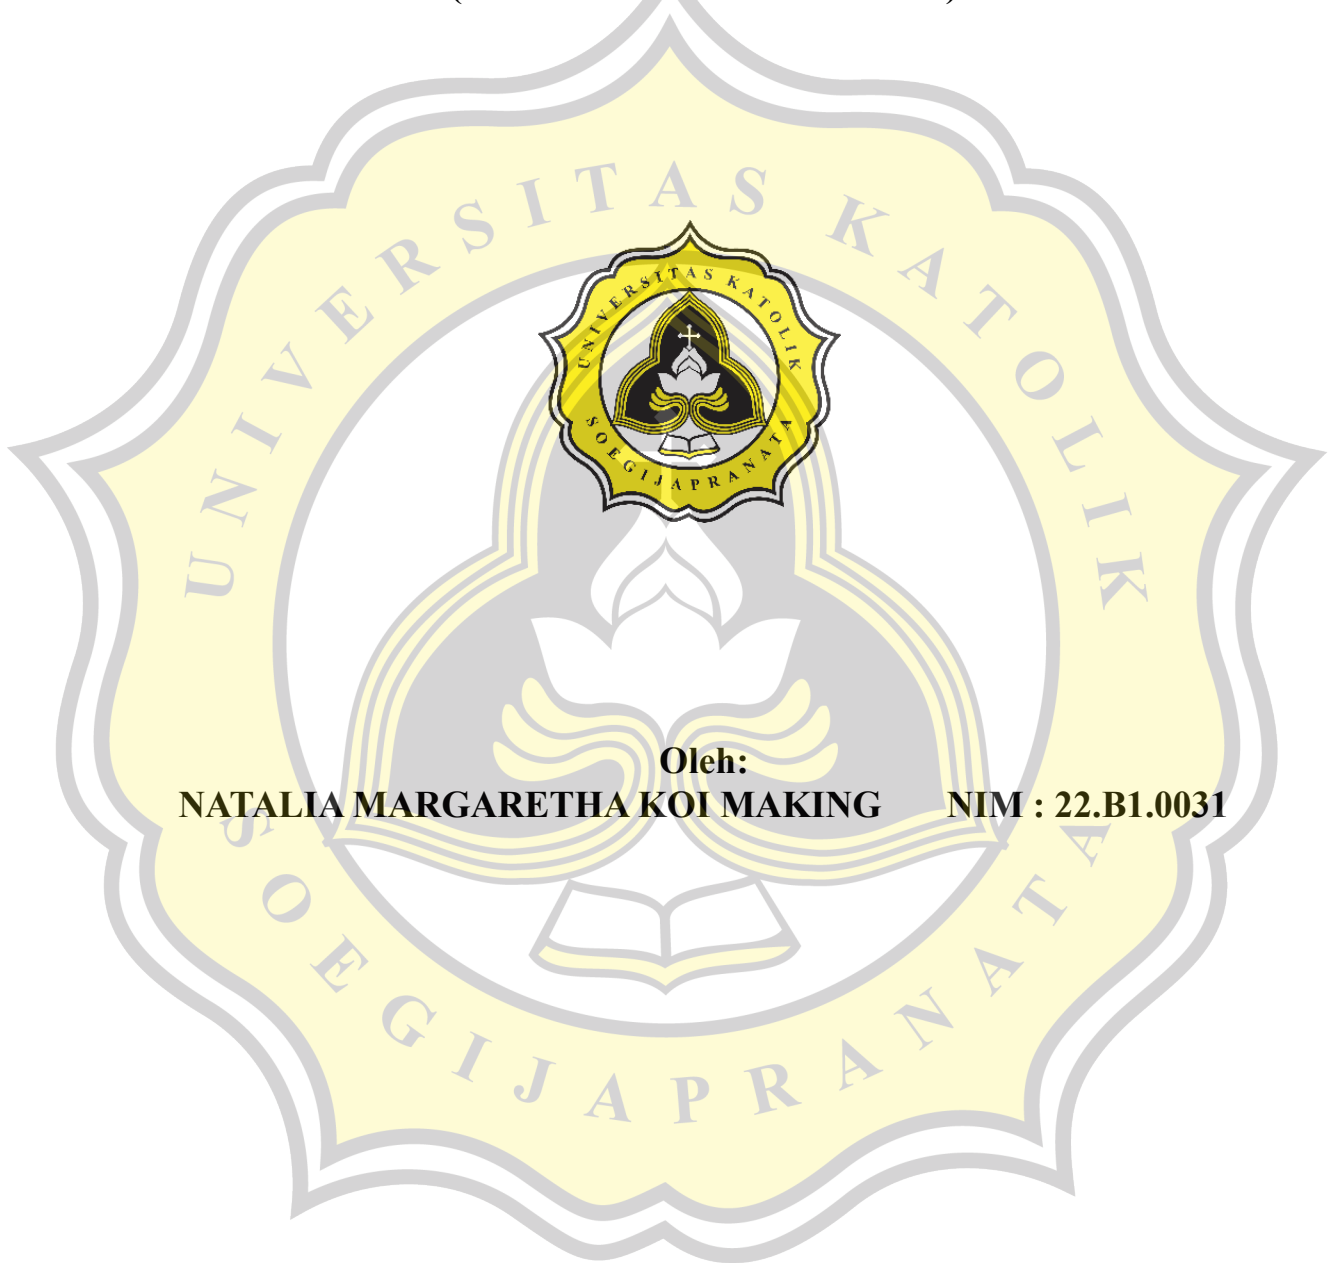 UNIVERSITAS KATOLIK
SOEGIJAPRANATA
UNIVERSITAS KATOLIK
SOEGIJAPRANATA
Oleh:
NATALIA MARGARETHA KOI MAKING NIM : 22.B1.0031